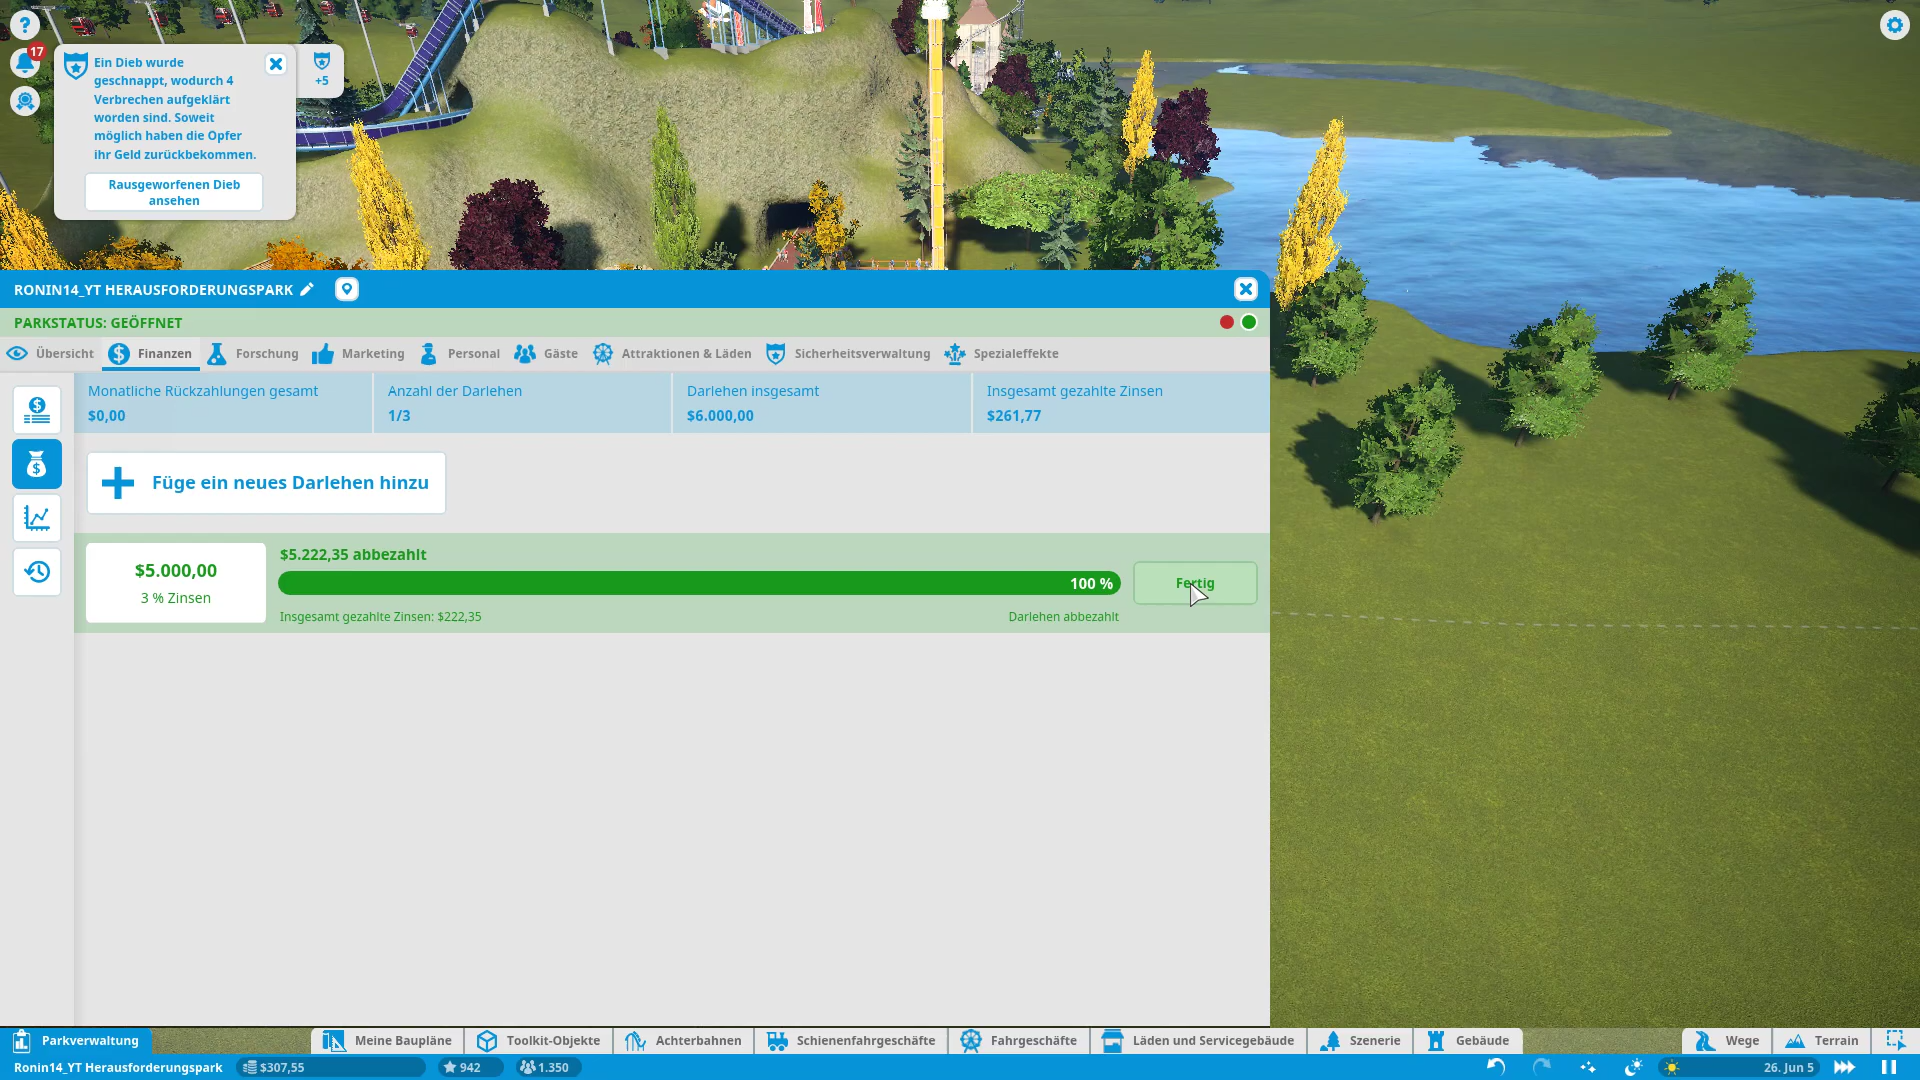 ?
17
Ein Dieb wurde
geschnappt, wodurch 4
Verbrechen aufgeklärt
worden sind. Soweit
möglich haben die Opfer
ihr Geld zurückbekommen.
Rausgeworfenen Dieb
ansehen
+5
RONIN14_YT HERAUSFORDERUNGSPARK
PARKSTATUS: GEÖFFNET
Übersicht
Finanzen
Forschung
Marketing
Personal
Gäste
Attraktionen & Läden
Sicherheitsverwaltung
Spezialeffekte
Monatliche Rückzahlungen gesamt
$0,00
Anzahl der Darlehen
1/3
Darlehen insgesamt
$6.000,00
Insgesamt gezahlte Zinsen
$261,77
Füge ein neues Darlehen hinzu
$5.000,00
3 % Zinsen
$5.222,35 abbezahlt
100 %
Insgesamt gezahlte Zinsen: $222,35
Darlehen abbezahlt
Fertig
Parkverwaltung
Meine Baupläne
Toolkit-Objekte
Achterbahnen
Schienenfahrgeschäfte
Fahrgeschäfte
Läden und Servicegebäude
Szenerie
Gebäude
Wege
Terrain
Ronin14_YT Herausforderungspark
$307,55
942
1.350
26. Jun 5